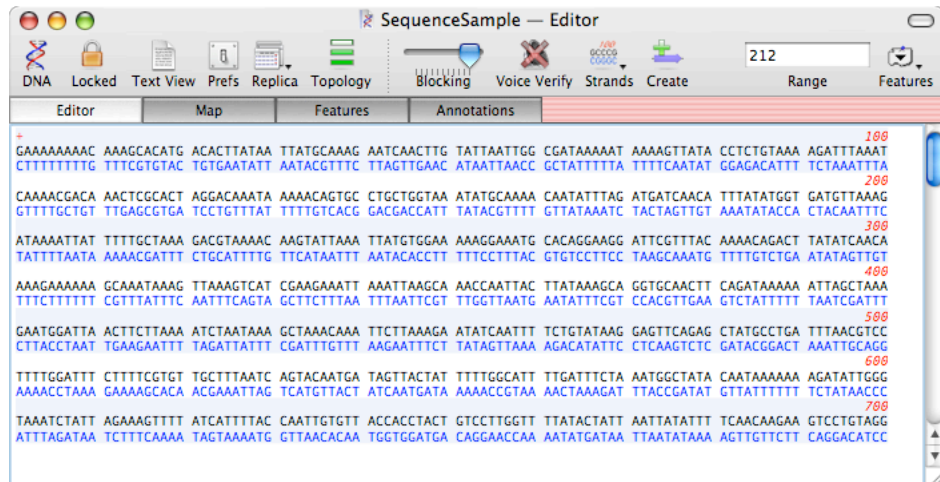 SequenceSample — Editor
DNA Locked Text View Prefs Replica Topology Blocking Voice Verify Strands Create Range Features
212
Editor Map Features Annotations
+ 100
GAAAAAAAAC AAAGCACATG ACACTTATAA TTATGCAAAG AATCAACTTG TATTAATTGG CGATAAAAAT AAAAGTTATA CCTCTGTAAA AGATTTAAAT
CTTTTTTTTG TTTCGTGTAC TGTGAATATT AATACGTTTC TTAGTTGAAC ATAATTAACC GCTATTTTTA TTTTCAATAT GGAGACATTT TCTAAATTTA
200
CAAAACGACA AACTCGCACT AGGACAAATA AAAACAGTGC CTGCTGGTAA ATATGCAAAA CAATATTTAG ATGATCAACA TTTATATGGT GATGTTAAAG
GTTTTGCTGT TTGAGCGTGA TCCTGTTTAT TTTTGTCACG GACGACCATT TATACGTTTT GTTATAAATC TACTAGTTGT AAATATACCA CTACAATTTC
300
ATAAAATTAT TTTTGCTAAA GACGTAAAAC AAGTATTAAA TTATGTGGAA AAAGGAAATG CACAGGAAGG ATTCGTTTAC AAAACAGACT TATATCAACA
TATTTTAATA AAAACGATTT CTGCATTTTG TTCATAATTT AATACACCTT TTTCCTTTAC GTGTCCTTCC TAAGCAAATG TTTTGTCTGA ATATAGTTGT
400
AAAGAAAAAA GCAAATAAAG TTAAAGTCAT CGAAGAAATT AAATTAAGCA AACCAATTAC TTATAAAGCA GGTGCAACTT CAGATAAAAA AATTAGCTAAA
TTTCTTTTTT CGTTTATTTC AATTTCAGTA GCTTCTTTAA TTTAATTCGT TTGGTTAATG AATATTTCGT CCACGTTGAA GTCTATTTTT TAATCGATTT
500
GAATGGATTA ACTTCTTAAA ATCTAATAAA GCTAAACAAA TTCTTAAAGA ATATCAATTT TCTGTATAAG GAGTTCAGAG CTATGCCTGA TTTAACGTCC
CTTACCTAAT TGAAGAATTT TAGATTATTT CGATTTGTTT AAGAATTTCT TATAGTTAAA AGACATATTC CTCAAGTCTC GATACGGACT AAATTGCAGG
600
TTTTGGATTT CTTTTCGTGT TGCTTTAATC AGTACAATGA TAGTTACTAT TTTTGGCATT TTGATTTCTA AATGGCTATA CAATAAAAAA AGATATTGGG
AAAACCTAAA GAAAAGCACA ACGAAATTAG TCATGTTACT ATCAATGATA AAAACCGTAA AACTAAAGAT TTACCGATAT GTTATTTTTT TCTATAACCC
700
TAAATCTATT AGAAAGTTTT ATCATTTTAC CAATTGTGTT ACCACCTACT GTCCTTGGTT TTATACTATT AATTATATTT TCAACAAGAA GTCCTGTAGG
ATTTAGATAA TCTTTCAAAA TAGTAAAATG GTTAACACAA TGGTGGATGA CAGGAACCAA AATATGATAA TTAATATAAA AGTTGTTCTT CAGGACATCC